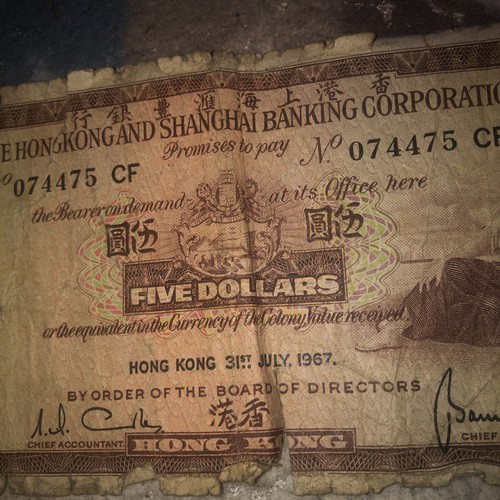 行銀豐滙海上港香
E HONGKONG AND SHANGHAI BANKING CORPORATIO
Promises to pay
Nº 074475 CF
º 074475 CF
the Bearer on demand at its Office here
圓伍 圓伍
FIVE DOLLARS
or the equivalent in the Currency of the Colony Value received.
HONG KONG 31ST JULY, 1967.
BY ORDER OF THE BOARD OF DIRECTORS
港香
CHIEF ACCOUNTANT. HONG KONG CHIEF